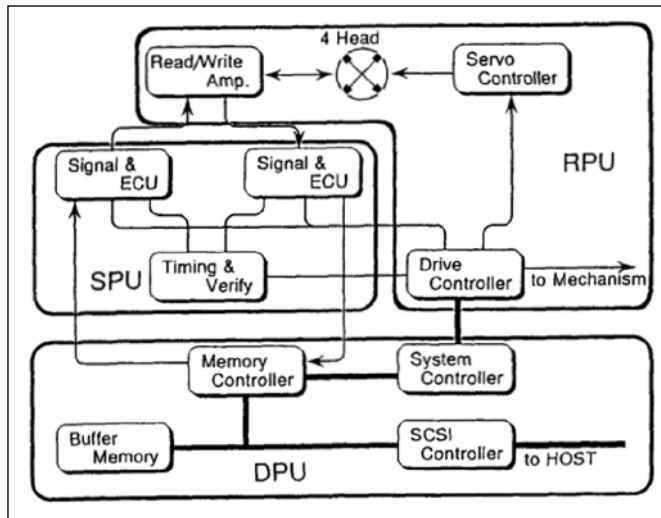 4 Head
Read/Write
Amp.
Servo
Controller
RPU
Signal &
ECU
Signal &
ECU
Timing &
Verify
SPU
Drive
Controller
to Mechanism
Memory
Controller
System
Controller
Buffer
Memory
SCSI
Controller
to HOST
DPU